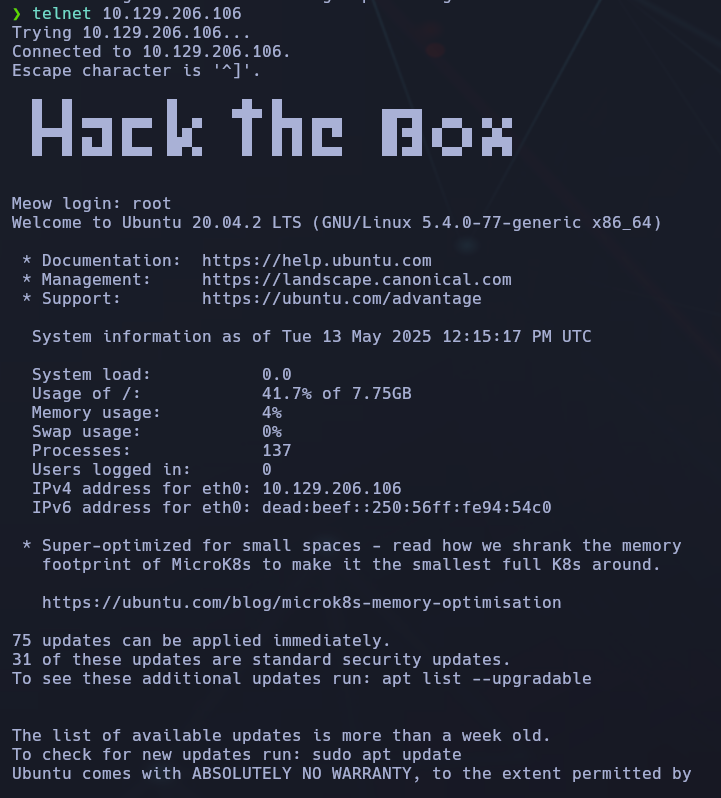 ❯ telnet 10.129.206.106
Trying 10.129.206.106...
Connected to 10.129.206.106.
Escape character is '^]'.
Hack the Box
Meow login: root
Welcome to Ubuntu 20.04.2 LTS (GNU/Linux 5.4.0-77-generic x86_64)
* Documentation:  https://help.ubuntu.com
* Management:     https://landscape.canonical.com
* Support:        https://ubuntu.com/advantage
System information as of Tue 13 May 2025 12:15:17 PM UTC
System load:           0.0
Usage of /:            41.7% of 7.75GB
Memory usage:          4%
Swap usage:            0%
Processes:             137
Users logged in:       0
IPv4 address for eth0: 10.129.206.106
IPv6 address for eth0: dead:beef::250:56ff:fe94:54c0
* Super-optimized for small spaces - read how we shrank the memory
footprint of MicroK8s to make it the smallest full K8s around.
https://ubuntu.com/blog/microk8s-memory-optimisation
75 updates can be applied immediately.
31 of these updates are standard security updates.
To see these additional updates run: apt list --upgradable
The list of available updates is more than a week old.
To check for new updates run: sudo apt update
Ubuntu comes with ABSOLUTELY NO WARRANTY, to the extent permitted by